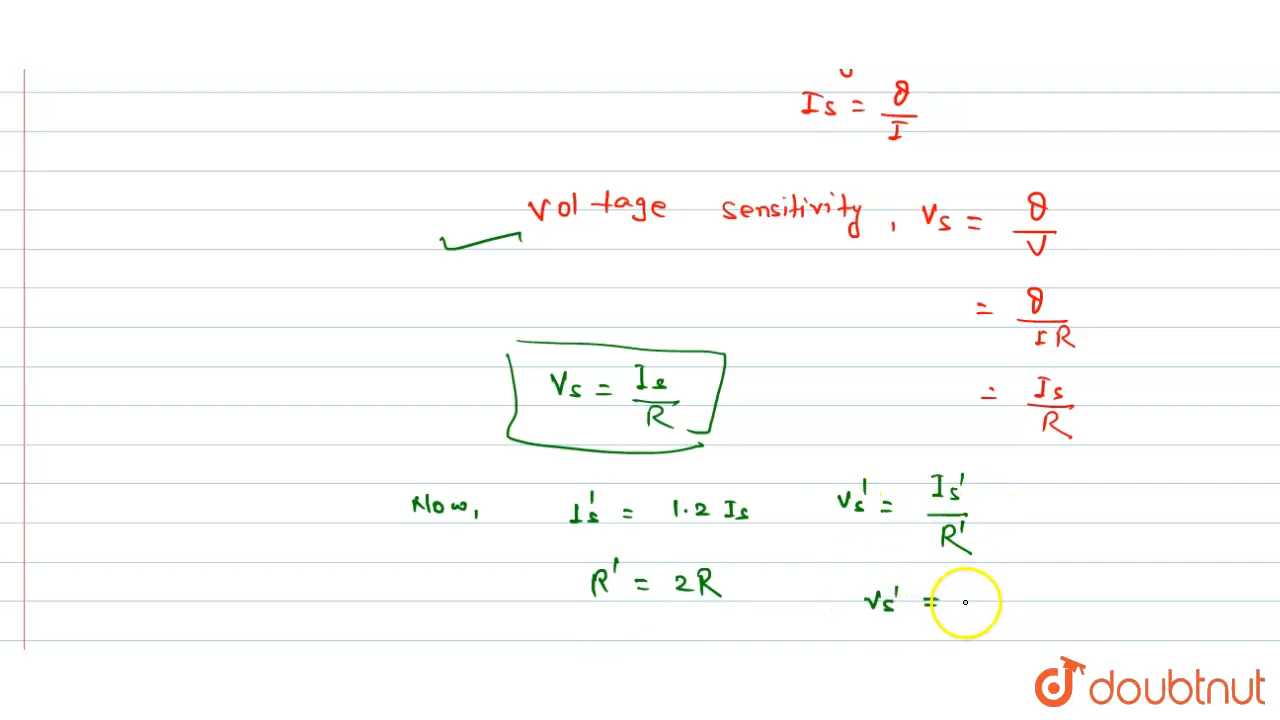 Is = θ/I
Voltage sensitivity, Vs = θ/V
= θ/IR
Vs = Is/R
= Is/R
Now, Is' = 1.2 Is Vs' = Is'/R'
R' = 2R
Vs' =
doubtnut